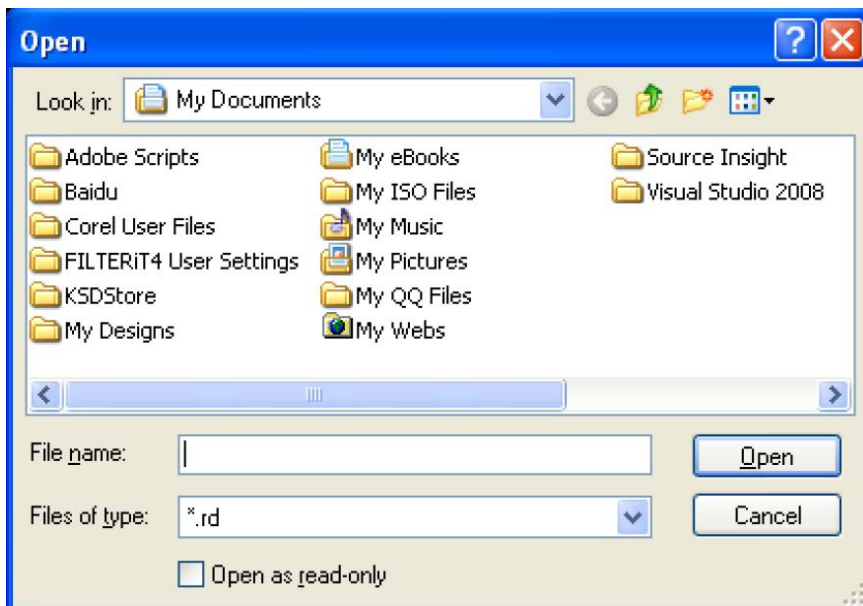 Open
Look in: My Documents
Adobe Scripts My eBooks Source Insight
Baidu My ISO Files Visual Studio 2008
Corel User Files My Music
FILTERiT4 User Settings My Pictures
KSDStore My QQ Files
My Designs My Webs
File name: Open
Files of type: *.rd Cancel
Open as read-only